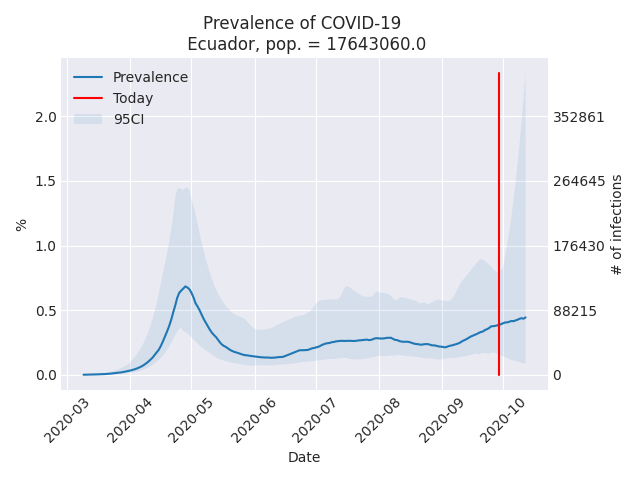 Prevalence of COVID-19
Ecuador, pop. = 17643060.0
Prevalence
Today
95CI
2.0
1.5
1.0
0.5
0.0
%
352861
264645
176430
88215
0
# of infections
2020-03
2020-04
2020-05
2020-06
2020-07
2020-08
2020-09
2020-10
Date